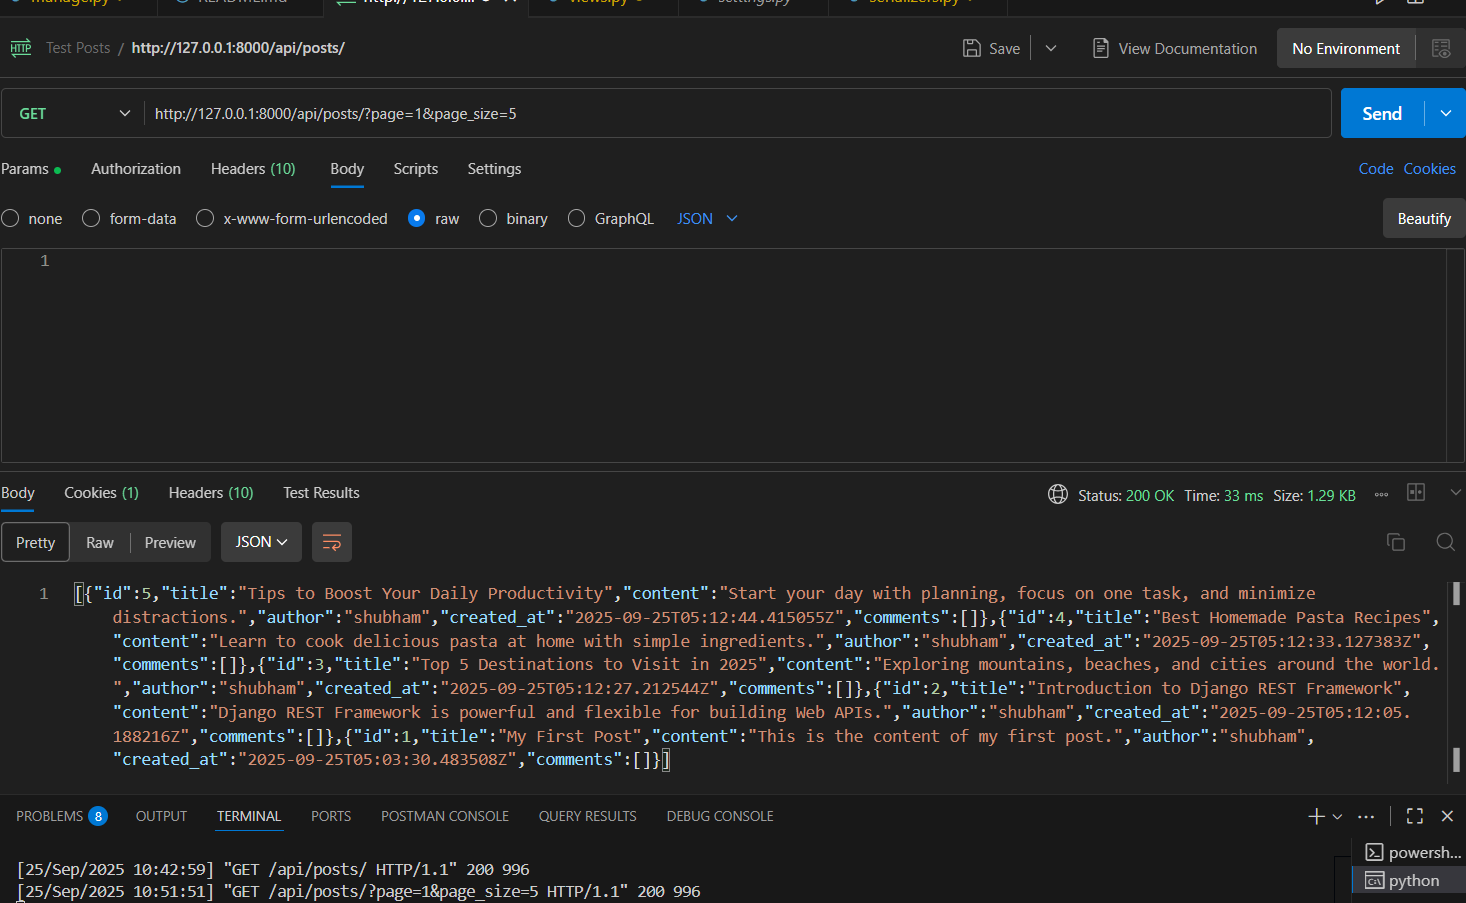 Test Posts / http://127.0.0.1:8000/api/posts/
Save
View Documentation
No Environment
GET
http://127.0.0.1:8000/api/posts/?page=1&page_size=5
Send
Params
Authorization
Headers (10)
Body
Scripts
Settings
Code
Cookies
none
form-data
x-www-form-urlencoded
raw
binary
GraphQL
JSON
Beautify
1
Body
Cookies (1)
Headers (10)
Test Results
Status: 200 OK Time: 33 ms Size: 1.29 KB
Pretty
Raw
Preview
JSON
1
[{"id":5,"title":"Tips to Boost Your Daily Productivity","content":"Start your day with planning, focus on one task, and minimize
distractions.","author":"shubham","created_at":"2025-09-25T05:12:44.415055Z","comments":[]},{"id":4,"title":"Best Homemade Pasta Recipes",
"content":"Learn to cook delicious pasta at home with simple ingredients.","author":"shubham","created_at":"2025-09-25T05:12:33.127383Z",
"comments":[]},{"id":3,"title":"Top 5 Destinations to Visit in 2025","content":"Exploring mountains, beaches, and cities around the world.
","author":"shubham","created_at":"2025-09-25T05:12:27.212544Z","comments":[]},{"id":2,"title":"Introduction to Django REST Framework",
"content":"Django REST Framework is powerful and flexible for building Web APIs.","author":"shubham","created_at":"2025-09-25T05:12:05.
188216Z","comments":[]},{"id":1,"title":"My First Post","content":"This is the content of my first post.","author":"shubham",
"created_at":"2025-09-25T05:03:30.483508Z","comments":[]}]
PROBLEMS 8
OUTPUT
TERMINAL
PORTS
POSTMAN CONSOLE
QUERY RESULTS
DEBUG CONSOLE
[25/Sep/2025 10:42:59] "GET /api/posts/ HTTP/1.1" 200 996
[25/Sep/2025 10:51:51] "GET /api/posts/?page=1&page_size=5 HTTP/1.1" 200 996
powersh...
python